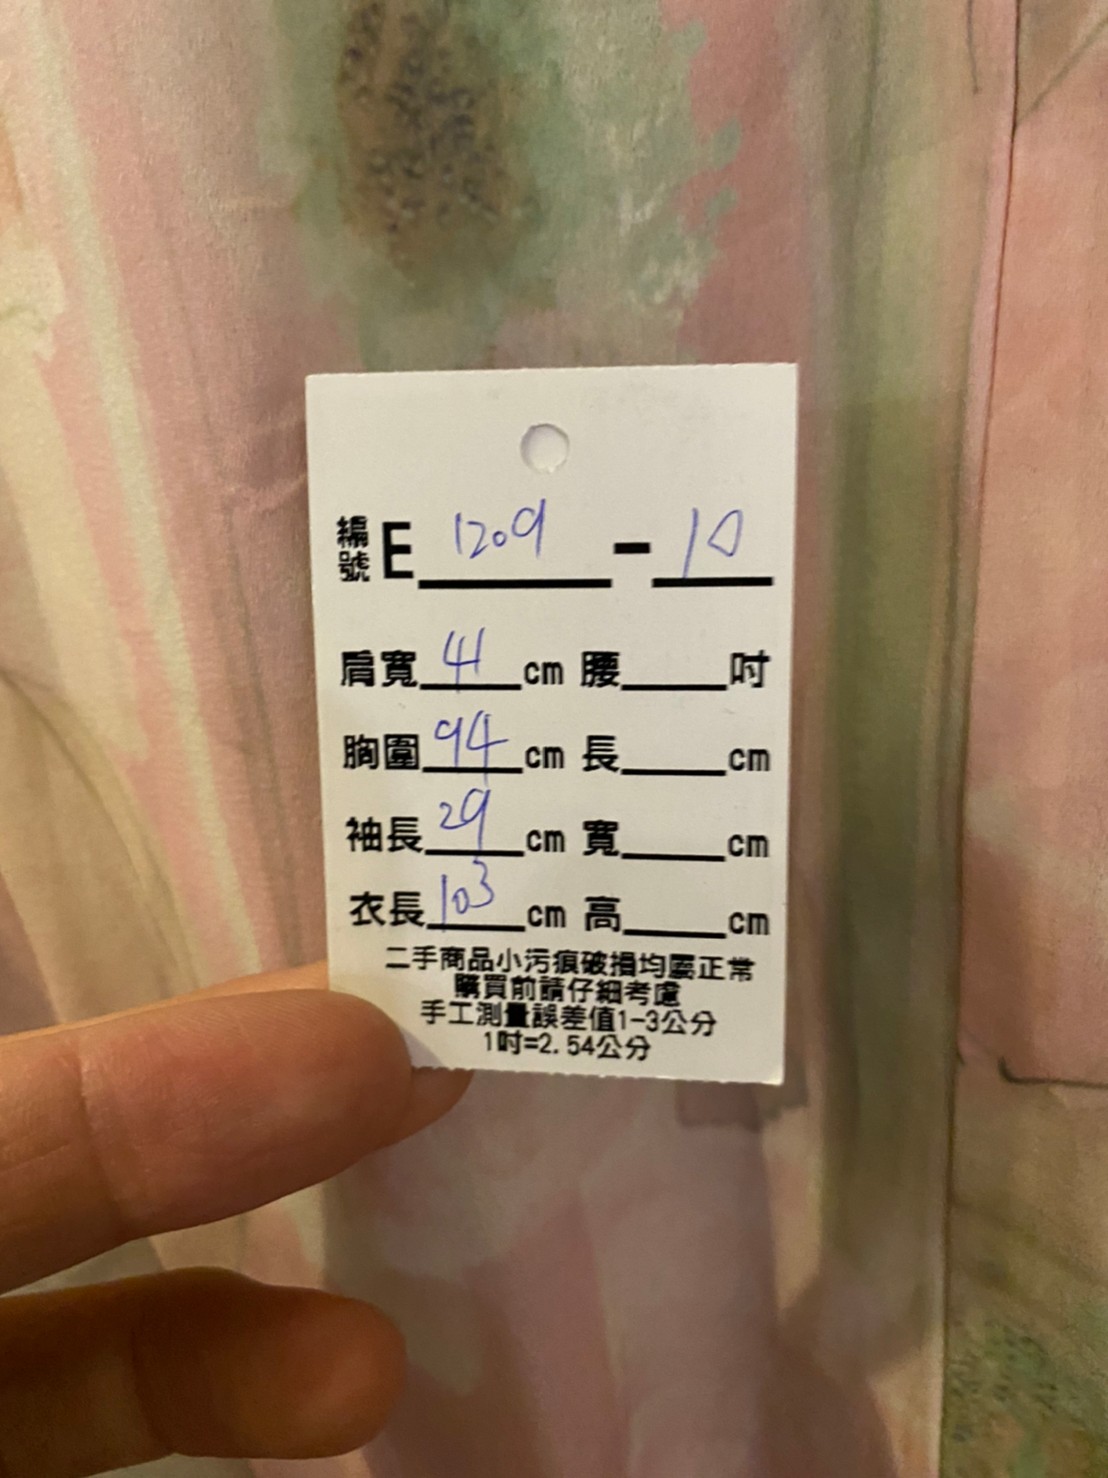 編號 E 1209 - 10
肩寬 41 cm 腰 吋
胸圍 94 cm 長 cm
袖長 29 cm 寬 cm
衣長 103 cm 高 cm
二手商品小污痕破損均屬正常
購買前請仔細考慮
手工測量誤差值1-3公分
1吋=2.54公分